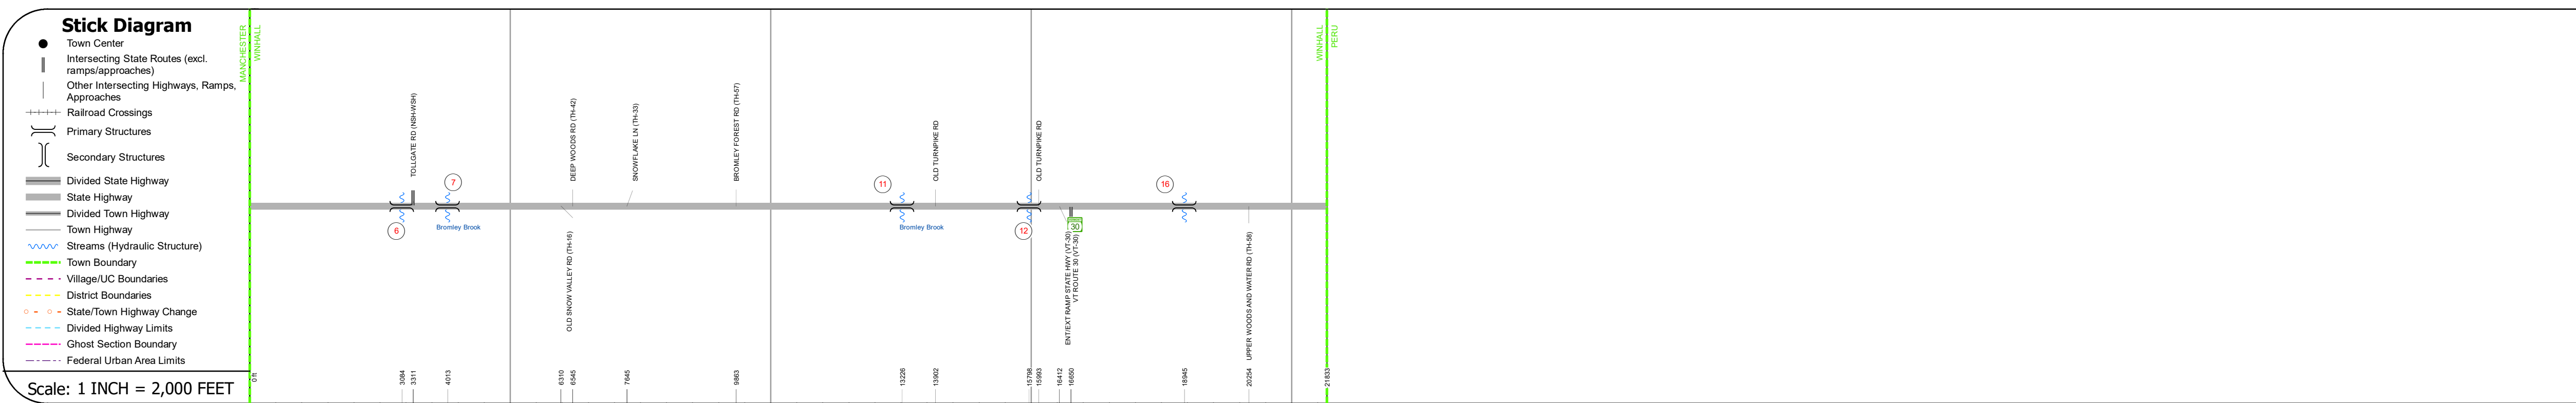 Stick Diagram
Town Center
Intersecting State Routes (excl.
ramps/approaches)
Other Intersecting Highways, Ramps,
Approaches
Railroad Crossings
Primary Structures
Secondary Structures
Divided State Highway
State Highway
Divided Town Highway
Town Highway
Streams (Hydraulic Structure)
Town Boundary
Village/UC Boundaries
District Boundaries
State/Town Highway Change
Divided Highway Limits
Ghost Section Boundary
Federal Urban Area Limits
Scale: 1 INCH = 2,000 FEET
MANCHESTER
WINHALL
WINHALL
PERU
TOLLGATE RD (NSH-WSH)
DEEP WOODS RD (TH-42)
SNOWFLAKE LN (TH-33)
BROMLEY FOREST RD (TH-57)
OLD TURNPIKE RD
OLD TURNPIKE RD
7
11
16
6
12
30
Bromley Brook
Bromley Brook
OLD SNOW VALLEY RD (TH-16)
ENT/EXT RAMP STATE HWY (VT-30)
VT ROUTE 30 (VT-30)
UPPER WOODS AND WATER RD (TH-58)
0 ft
3084
3311
4013
6310
6545
7645
9863
13226
13902
15798
15993
16412
16650
18945
20254
21833